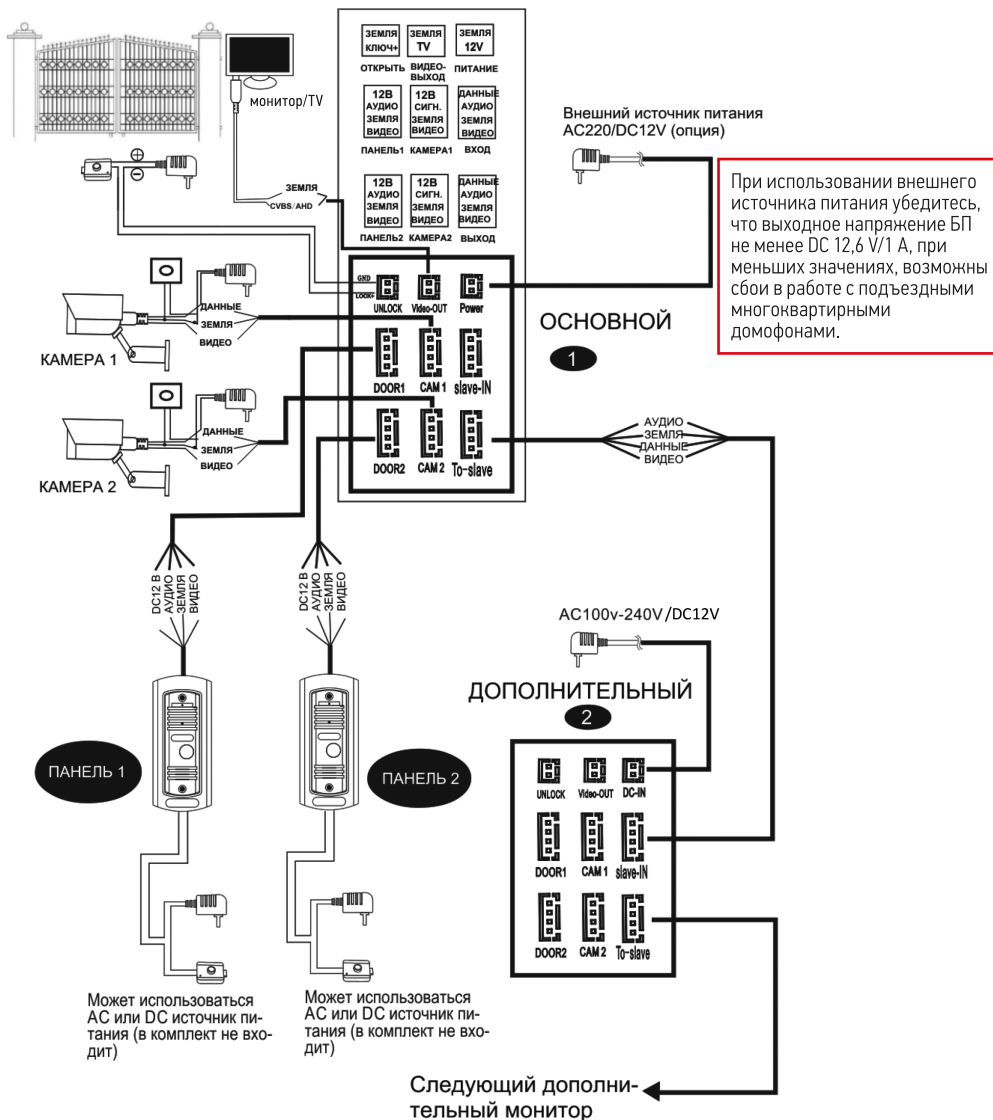 ЗЕМЛЯ
КЛЮЧ+
ОТКРЫТЬ
ЗЕМЛЯ
TV
ВИДЕО-
ВЫХОД
ЗЕМЛЯ
12V
ПИТАНИЕ
12В
АУДИО
ЗЕМЛЯ
ВИДЕО
ПАНЕЛЬ1
12В
СИГН.
ЗЕМЛЯ
ВИДЕО
КАМЕРА1
ДАННЫЕ
АУДИО
ЗЕМЛЯ
ВИДЕО
ВХОД
12В
АУДИО
ЗЕМЛЯ
ВИДЕО
ПАНЕЛЬ2
12В
СИГН.
ЗЕМЛЯ
ВИДЕО
КАМЕРА2
ДАННЫЕ
АУДИО
ЗЕМЛЯ
ВИДЕО
ВЫХОД
монитор/TV
ЗЕМЛЯ
CVBS/AHD
Внешний источник питания
AC220/DC12V (опция)
При использовании внешнего
источника питания убедитесь,
что выходное напряжение БП
не менее DC 12,6 V/1 А, при
меньших значениях, возможны
сбои в работе с подъездными
многоквартирными
домофонами.
GND
LOCK+
UNLOCK
Video-OUT
Power
DOOR1
CAM 1
slave-IN
DOOR2
CAM 2
To-slave
ОСНОВНОЙ
1
ДАННЫЕ
ЗЕМЛЯ
ВИДЕО
КАМЕРА 1
ДАННЫЕ
ЗЕМЛЯ
ВИДЕО
КАМЕРА 2
АУДИО
ЗЕМЛЯ
ДАННЫЕ
ВИДЕО
DC12 В
АУДИО
ЗЕМЛЯ
ВИДЕО
DC12 В
АУДИО
ЗЕМЛЯ
ВИДЕО
ПАНЕЛЬ 1
ПАНЕЛЬ 2
AC100v-240V/DC12V
ДОПОЛНИТЕЛЬНЫЙ
2
UNLOCK
Video-OUT
DC-IN
DOOR1
CAM 1
slave-IN
DOOR2
CAM 2
To-slave
Может использоваться
AC или DC источник пи-
тания (в комплект не вхо-
дит)
Может использоваться
AC или DC источник пи-
тания (в комплект не вхо-
дит)
Следующий дополни-
тельный монитор